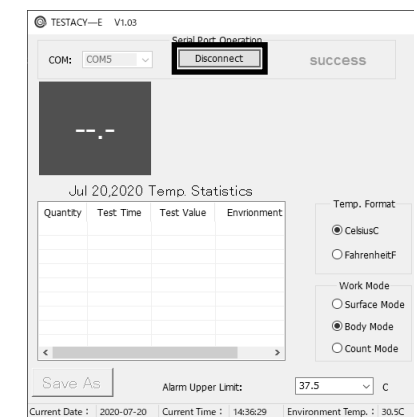 TESTACY—E V1.03
Serial Port Operation
COM: COM5 Disconnect success
--.-
Jul 20,2020 Temp. Statistics
Quantity Test Time Test Value Envrionment
Temp. Format
CelsiusC
FahrenheitF
Work Mode
Surface Mode
Body Mode
Count Mode
Save As Alarm Upper Limit: 37.5 C
Current Date : 2020-07-20 Current Time : 14:36:29 Environment Temp. : 30.5C